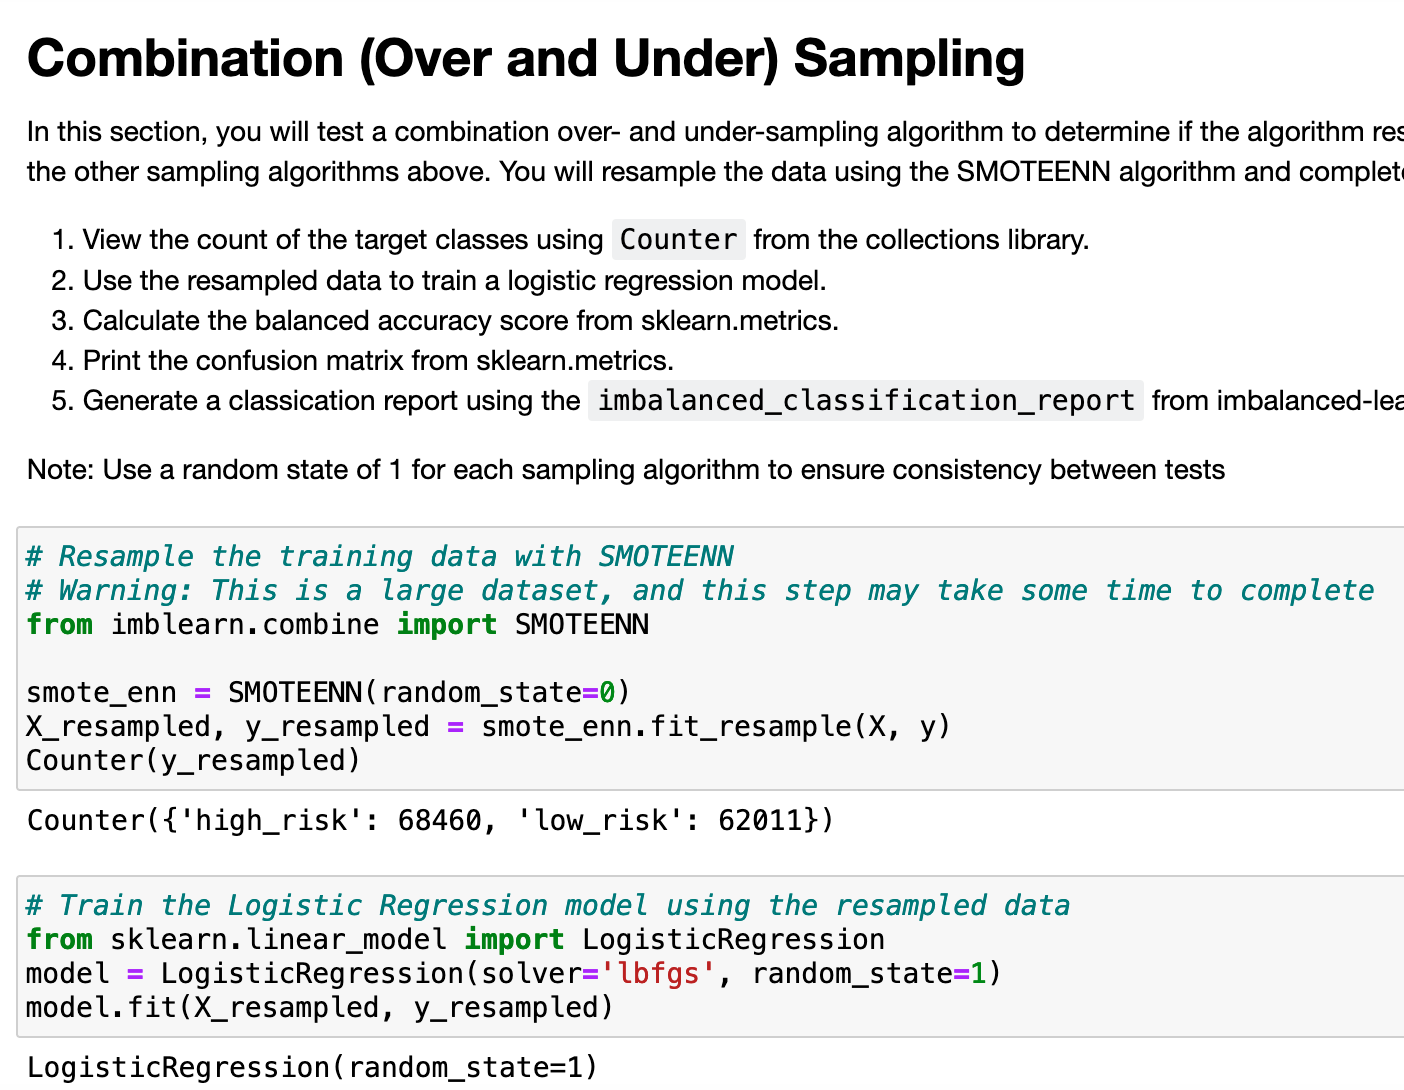 Combination (Over and Under) Sampling
In this section, you will test a combination over- and under-sampling algorithm to determine if the algorithm
the other sampling algorithms above. You will resample the data using the SMOTEENN algorithm and
1. View the count of the target classes using Counter from the collections library.
2. Use the resampled data to train a logistic regression model.
3. Calculate the balanced accuracy score from sklearn.metrics.
4. Print the confusion matrix from sklearn.metrics.
5. Generate a classication report using the imbalanced_classification_report from
Note: Use a random state of 1 for each sampling algorithm to ensure consistency between tests
# Resample the training data with SMOTEENN
# Warning: This is a large dataset, and this step may take some time to complete
from imblearn.combine import SMOTEENN
smote_enn = SMOTEENN(random_state=0)
X_resampled, y_resampled = smote_enn.fit_resample(X, y)
Counter(y_resampled)
Counter({'high_risk': 68460, 'low_risk': 62011})
# Train the Logistic Regression model using the resampled data
from sklearn.linear_model import LogisticRegression
model = LogisticRegression(solver='lbfgs', random_state=1)
model.fit(X_resampled, y_resampled)
LogisticRegression(random_state=1)